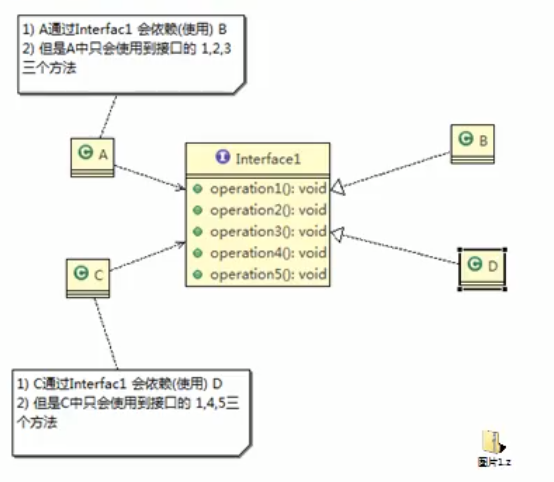 1) A通过Interfac1 会依赖(使用) B
2) 但是A中只会使用到接口的 1,2,3
三个方法
A
Interface1
B
operation1(): void
operation2(): void
operation3(): void
operation4(): void
operation5(): void
C
D
1) C通过Interfac1 会依赖(使用) D
2) 但是C中只会使用到接口的 1,4,5三
个方法
图片1.z